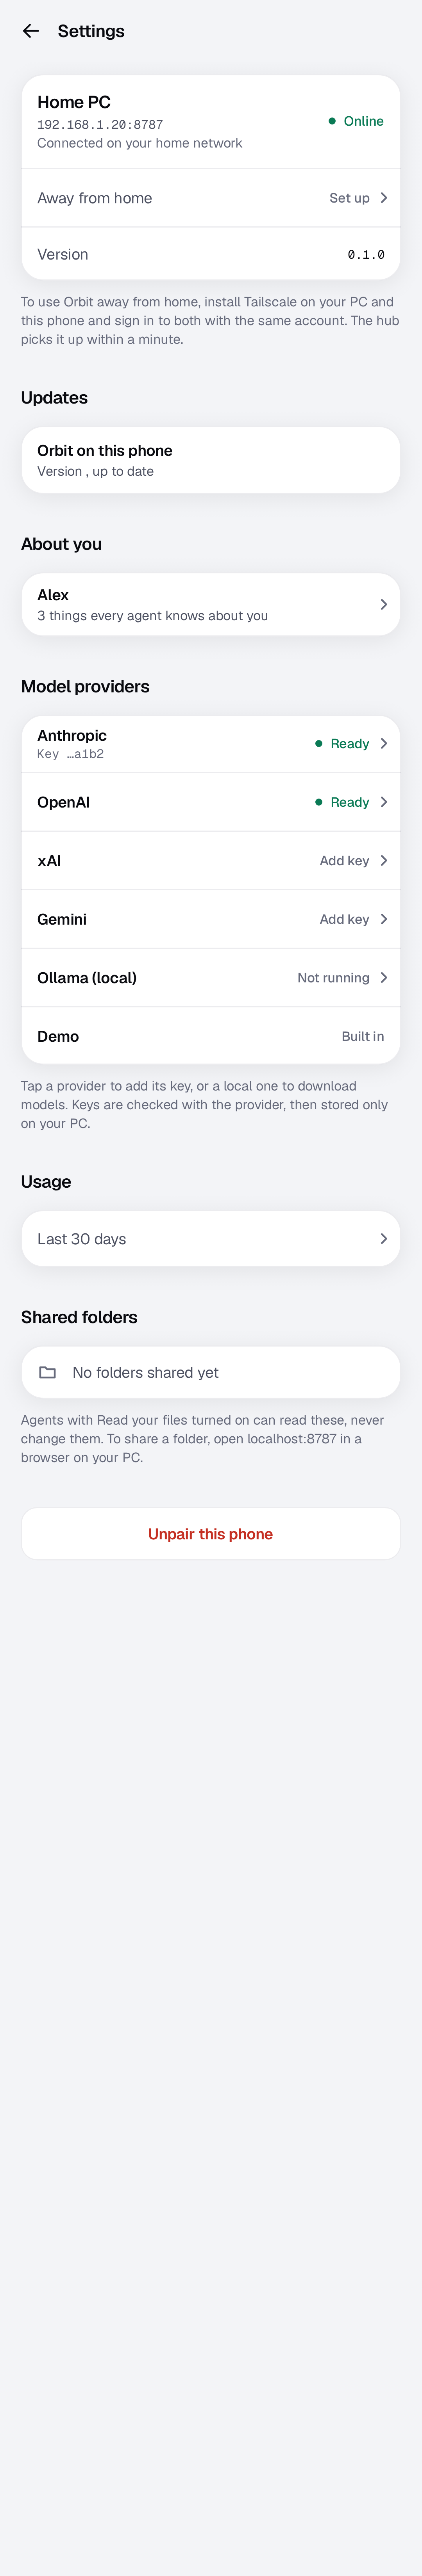 Settings
Home PC
192.168.1.20:8787
Connected on your home network
Online
Away from home
Set up
Version
0.1.0
To use Orbit away from home, install Tailscale on your PC and
this phone and sign in to both with the same account. The hub
picks it up within a minute.
Updates
Orbit on this phone
Version , up to date
About you
Alex
3 things every agent knows about you
Model providers
Anthropic
Key …a1b2
Ready
OpenAI
Ready
xAI
Add key
Gemini
Add key
Ollama (local)
Not running
Demo
Built in
Tap a provider to add its key, or a local one to download
models. Keys are checked with the provider, then stored only
on your PC.
Usage
Last 30 days
Shared folders
No folders shared yet
Agents with Read your files turned on can read these, never
change them. To share a folder, open localhost:8787 in a
browser on your PC.
Unpair this phone